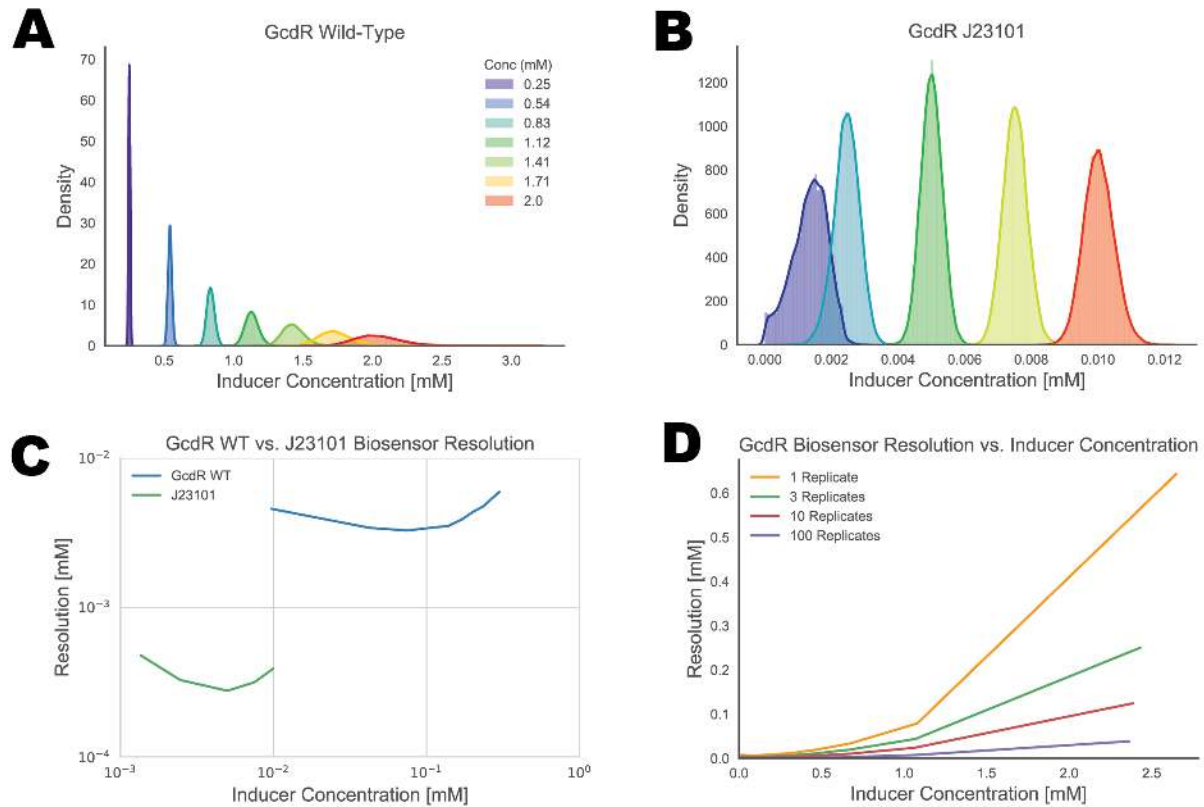 A
GcdR Wild-Type
Density
70
60
50
40
30
20
10
0
0.5
1.0
1.5
2.0
2.5
3.0
Inducer Concentration [mM]
Conc (mM)
0.25
0.54
0.83
1.12
1.41
1.71
2.0
B
GcdR J23101
Density
1200
1000
800
600
400
200
0
0.000
0.002
0.004
0.006
0.008
0.010
0.012
Inducer Concentration [mM]
C
GcdR WT vs. J23101 Biosensor Resolution
GcdR WT
J23101
Resolution [mM]
10⁻²
10⁻³
10⁻⁴
10⁻³
10⁻²
10⁻¹
10⁰
Inducer Concentration [mM]
D
GcdR Biosensor Resolution vs. Inducer Concentration
1 Replicate
3 Replicates
10 Replicates
100 Replicates
Resolution [mM]
0.6
0.5
0.4
0.3
0.2
0.1
0.0
0.0
0.5
1.0
1.5
2.0
2.5
Inducer Concentration [mM]